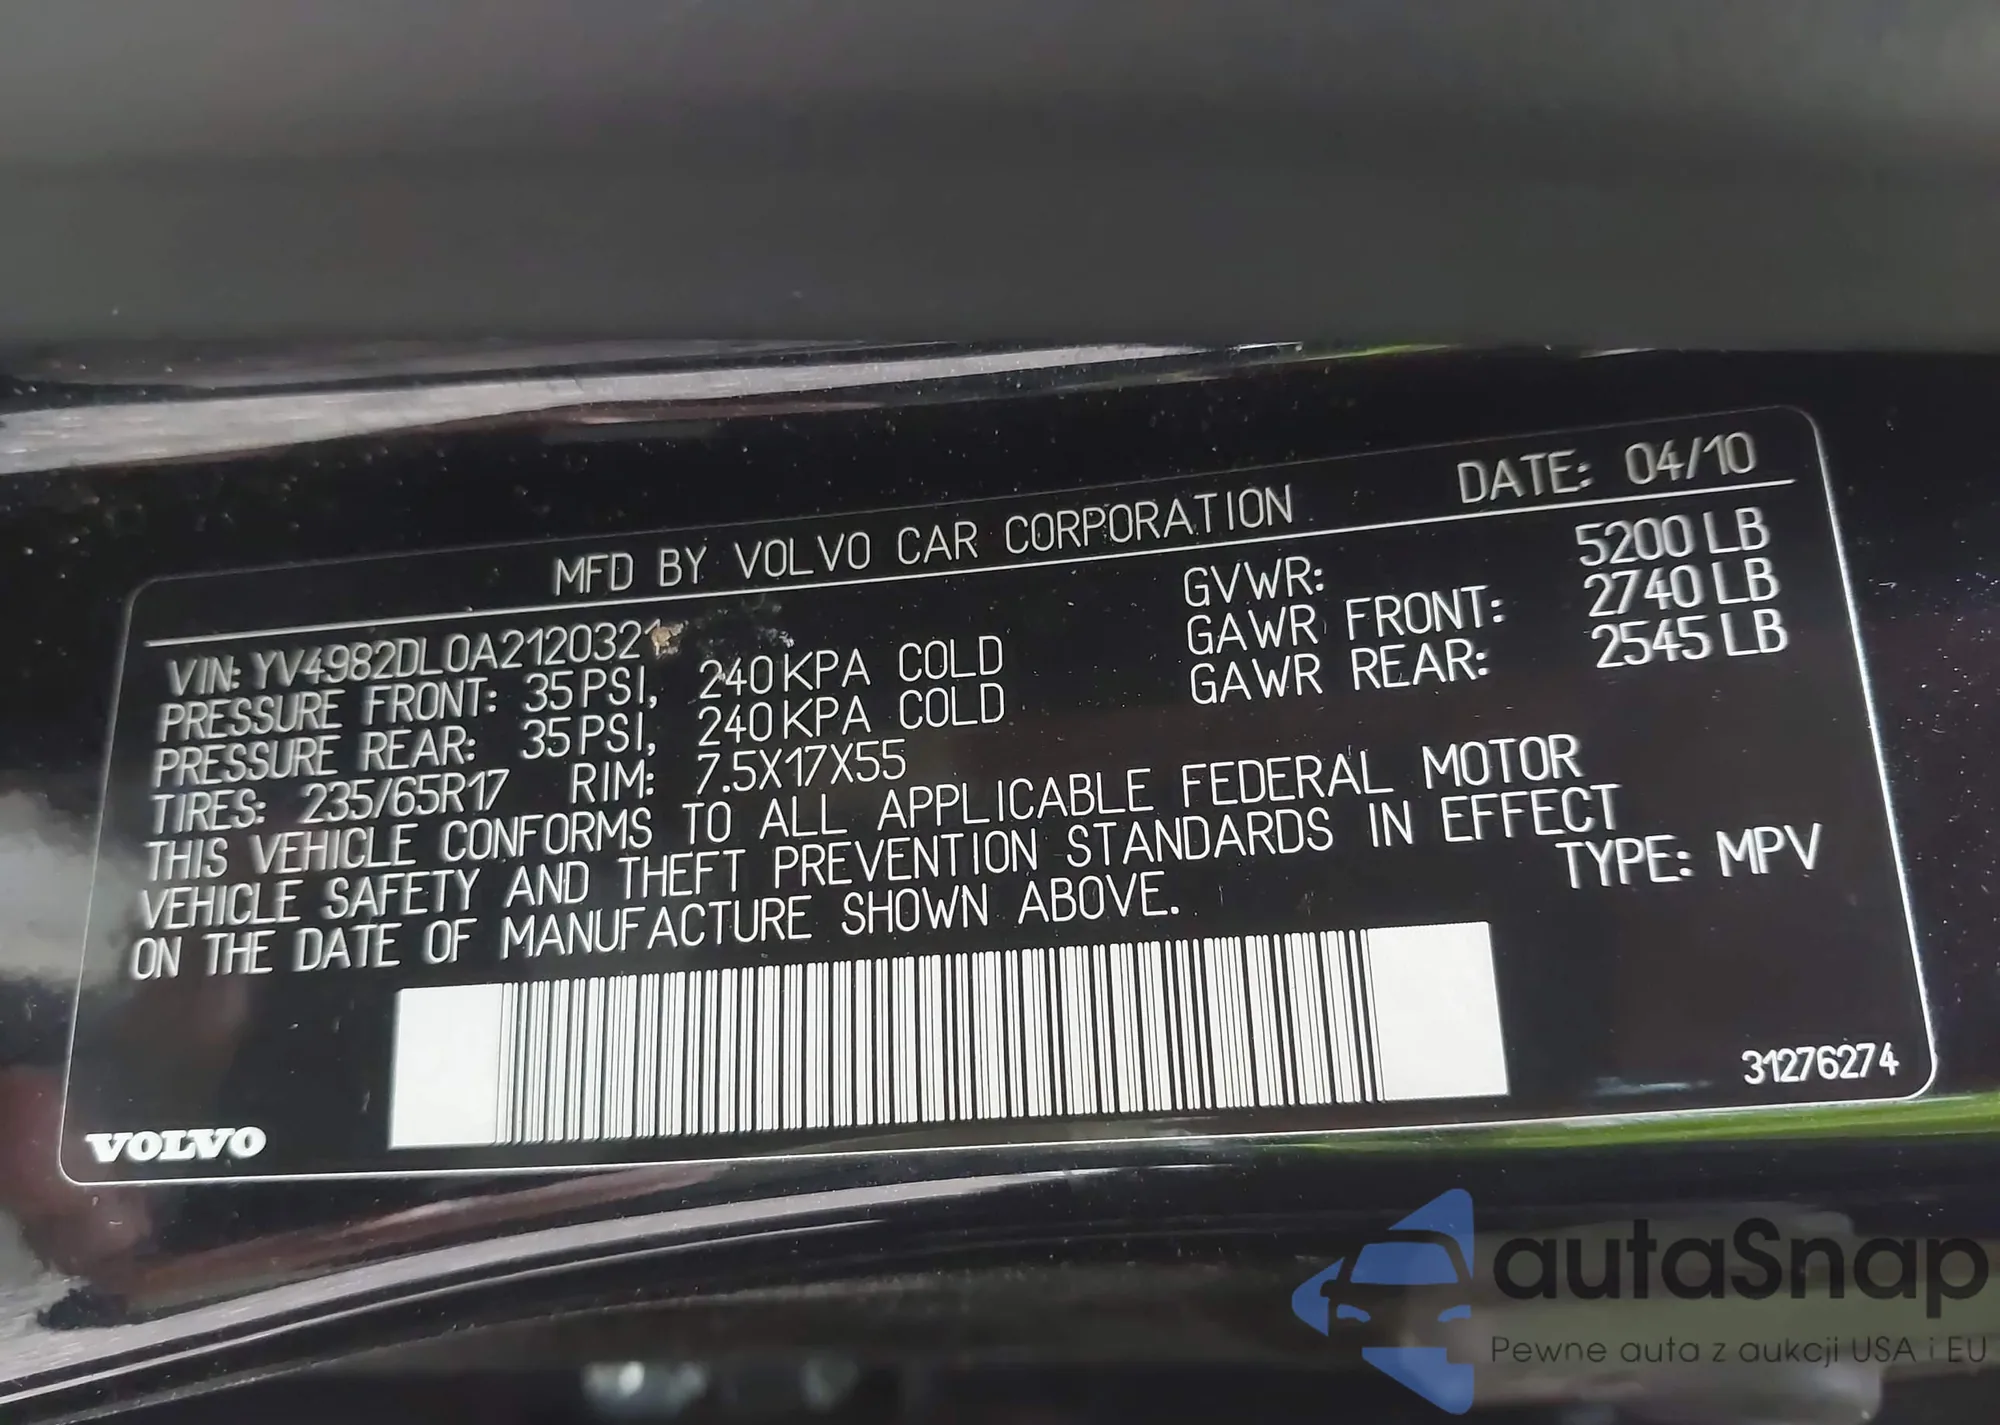 MFD BY VOLVO CAR CORPORATION DATE: 04/10
VIN: YV4982DL0A2120321 GVWR: 5200 LB
PRESSURE FRONT: 35 PSI, 240 KPA COLD GAWR FRONT: 2740 LB
PRESSURE REAR: 35 PSI, 240 KPA COLD GAWR REAR: 2545 LB
TIRES: 235/65R17 RIM: 7.5X17X55
THIS VEHICLE CONFORMS TO ALL APPLICABLE FEDERAL MOTOR
VEHICLE SAFETY AND THEFT PREVENTION STANDARDS IN EFFECT
ON THE DATE OF MANUFACTURE SHOWN ABOVE. TYPE: MPV
31276274
VOLVO
autaSnap
Pewne auta z aukcji USA i EU